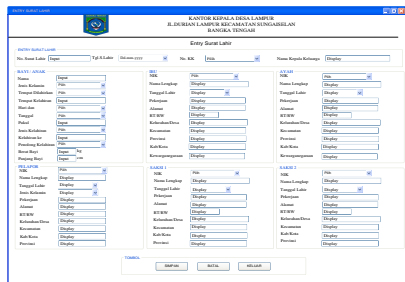 ENTRY SURAT LAHIR
KANTOR KEPALA DESA LAMPUR
JL.DURIAN LAMPUR KECAMATAN SUNGAISELAN
BANGKA TENGAH
Entry Surat Lahir
ENTRY SURAT LAHIR
No. Surat Lahir Input Tgl S.Lahir No. KK Pilih Nama Kepala Keluarga Display
BAYI / ANAK
Nama Input
Jenis Kelamin Pilih
Tempat Dilahirkan Pilih
Tempat Kelahiran Input
Hari dan Pilih
Tanggal Pilih
Pukul Input
Jenis Kelahiran Pilih
Kelahiran ke Input
Penolong Kelahiran Pilih
Berat Bayi Input kg
Panjang Bayi Input cm
IBU
NIK Pilih
Nama Lengkap Display
Tanggal Lahir Display
Pekerjaan Display
Alamat Display
RT/RW Display
Kelurahan/Desa Display
Kecamatan Display
Kab/Kota Display
Kewarganegaraan Display
AYAH
NIK Pilih
Nama Lengkap Display
Tanggal Lahir Display
Pekerjaan Display
Alamat Display
RT/RW Display
Kelurahan/Desa Display
Kecamatan Display
Kab/Kota Display
Kewarganegaraan Display
PELAPOR
NIK Pilih
Nama Lengkap Display
Tanggal Lahir Display
Jenis Kelamin Display
Pekerjaan Display
Alamat Display
RT/RW Display
Kelurahan/Desa Display
Kecamatan Display
Kab/Kota Display
Provinsi Display
SAKSI 1
NIK Pilih
Nama Lengkap Display
Tanggal Lahir Display
Pekerjaan Display
Alamat Display
RT/RW Display
Kelurahan/Desa Display
Kecamatan Display
Kab/Kota Display
Provinsi Display
SAKSI 2
NIK Pilih
Nama Lengkap Display
Tanggal Lahir Display
Pekerjaan Display
Alamat Display
RT/RW Display
Kelurahan/Desa Display
Kecamatan Display
Kab/Kota Display
Provinsi Display
TOMBOL
SIMPAN BATAL KELUAR